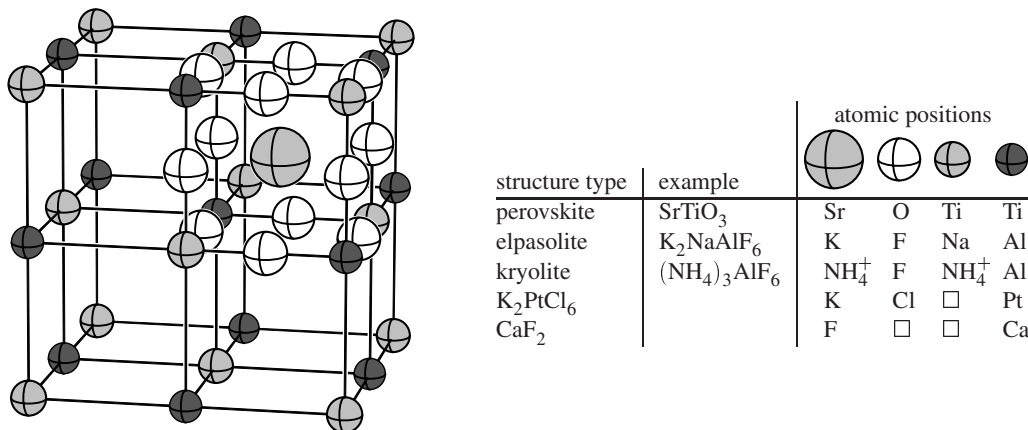 atomic positions
structure type example
perovskite SrTiO₃ Sr O Ti Ti
elpasolite K₂NaAlF₆ K F Na Al
kryolite (NH₄)₃AlF₆ NH₄⁺ F NH₄⁺ Al
K₂PtCl₆ K Cl □ Pt
CaF₂ F □ □ Ca